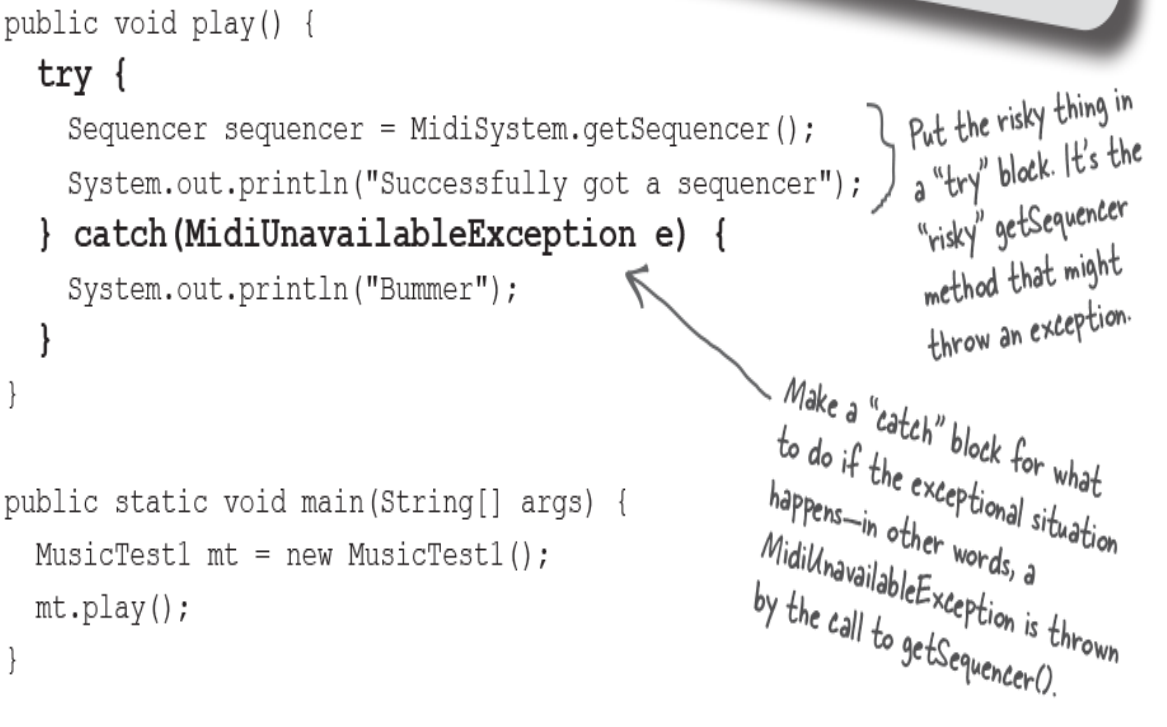 public void play() {
try {
Sequencer sequencer = MidiSystem.getSequencer();
System.out.println("Successfully got a sequencer");
} catch(MidiUnavailableException e) {
System.out.println("Bummer");
}
}
public static void main(String[] args) {
MusicTest1 mt = new MusicTest1();
mt.play();
}
Put the risky thing in
a “try” block. It's the
“risky” getSequencer
method that might
throw an exception.
Make a “catch” block for what
to do if the exceptional situation
happens—in other words, a
MidiUnavailableException is thrown
by the call to getSequencer().